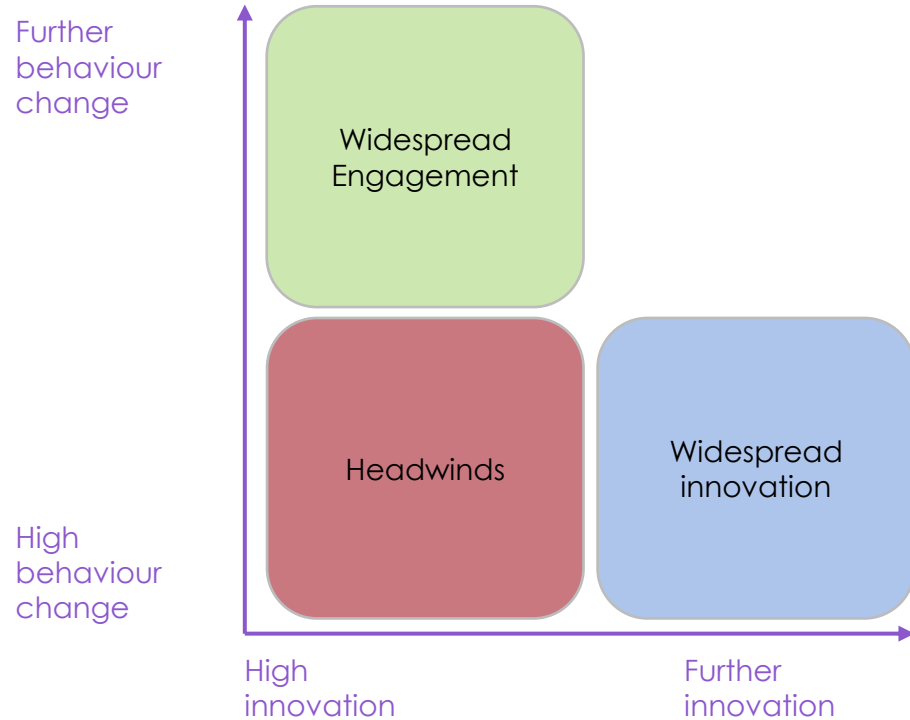 Further
behaviour
change
Widespread
Engagement
Headwinds
Widespread
innovation
High
behaviour
change
High
innovation
Further
innovation